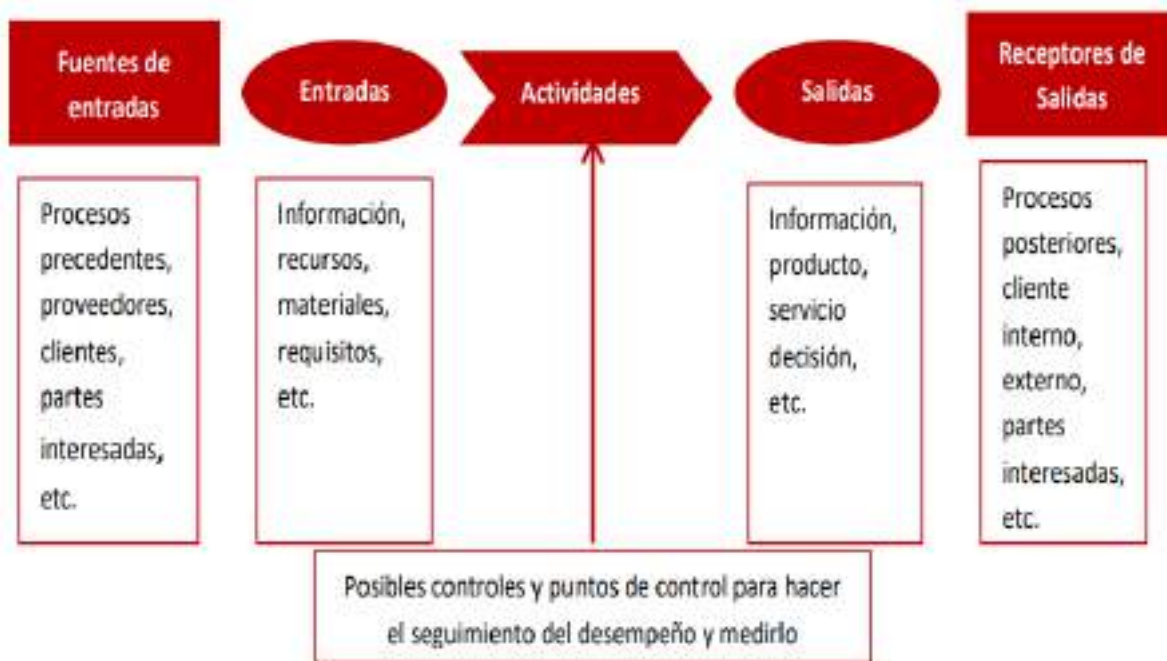 Fuentes de
entradas
Entradas
Actividades
Salidas
Receptores de
Salidas
Procesos
precedentes,
proveedores,
clientes,
partes
interesadas,
etc.
Información,
recursos,
materiales,
requisitos,
etc.
Información,
producto,
servicio
decisión,
etc.
Procesos
posteriores,
cliente
interno,
externo,
partes
interesadas,
etc.
Posibles controles y puntos de control para hacer
el seguimiento del desempeño y medirlo